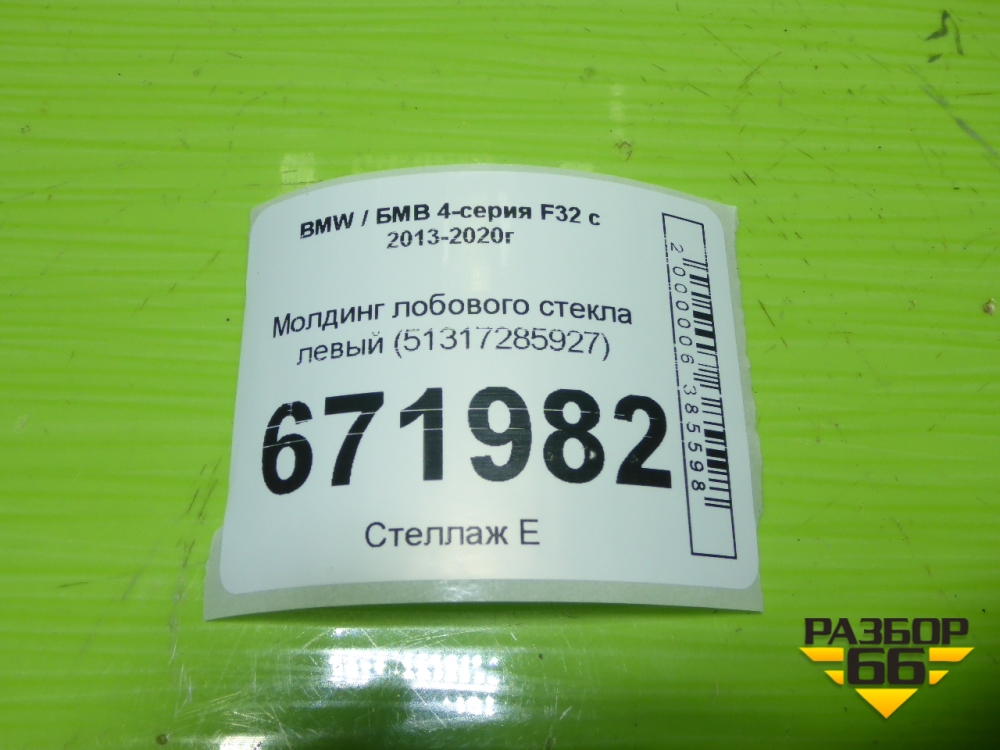 BMW / БМВ 4-серия F32 с
2013-2020г
Молдинг лобового стекла
левый (51317285927)
671982
Стеллаж Е
2000006385598
РАЗБОР
66